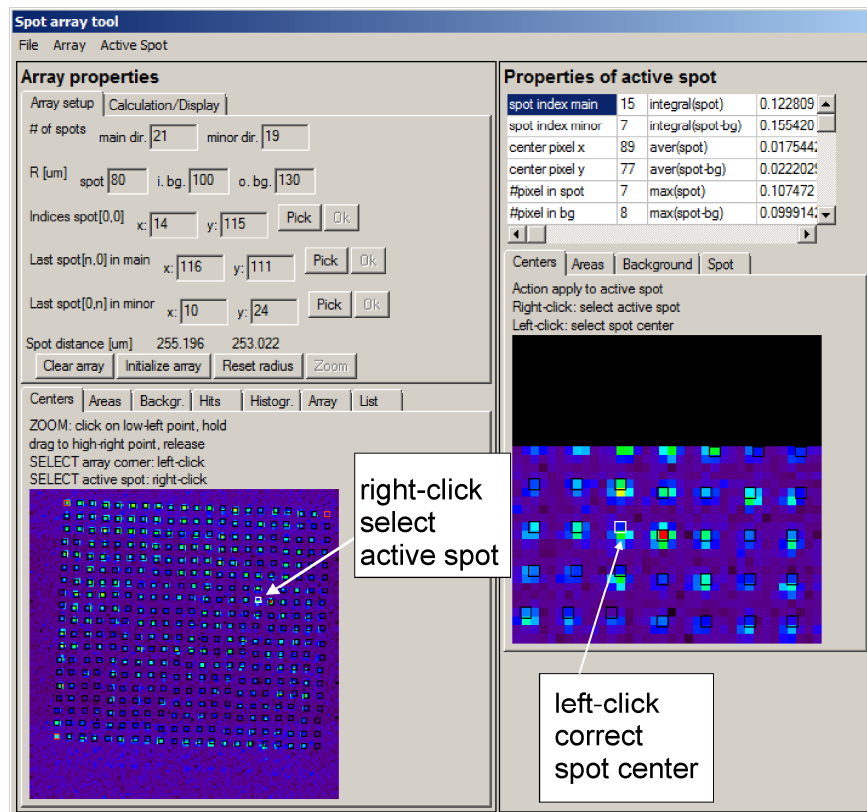 Spot array tool
File Array Active Spot
Array properties
Array setup Calculation/Display
# of spots main dir. 21 minor dir. 19
R [um] spot 80 i. bg. 100 o. bg. 130
Indices spot[0,0] x: 14 y: 115 Pick Ok
Last spot[n,0] in main x: 116 y: 111 Pick Ok
Last spot[0,n] in minor x: 10 y: 24 Pick Ok
Spot distance [um] 255.196 253.022
Clear array Initialize array Reset radius Zoom
Centers Areas Backgr. Hits Histogr. Array List
ZOOM: click on low-left point, hold
drag to high-right point, release
SELECT array corner: left-click
SELECT active spot: right-click
right-click
select
active spot
Properties of active spot
spot index main 15 integral(spot) 0.122809
spot index minor 7 integral(spot-bg) 0.155420
center pixel x 89 aver(spot) 0.0175442
center pixel y 77 aver(spot-bg) 0.0222029
#pixel in spot 7 max(spot) 0.107472
#pixel in bg 8 max(spot-bg) 0.0999142
Centers Areas Background Spot
Action apply to active spot
Right-click: select active spot
Left-click: select spot center
left-click
correct
spot center